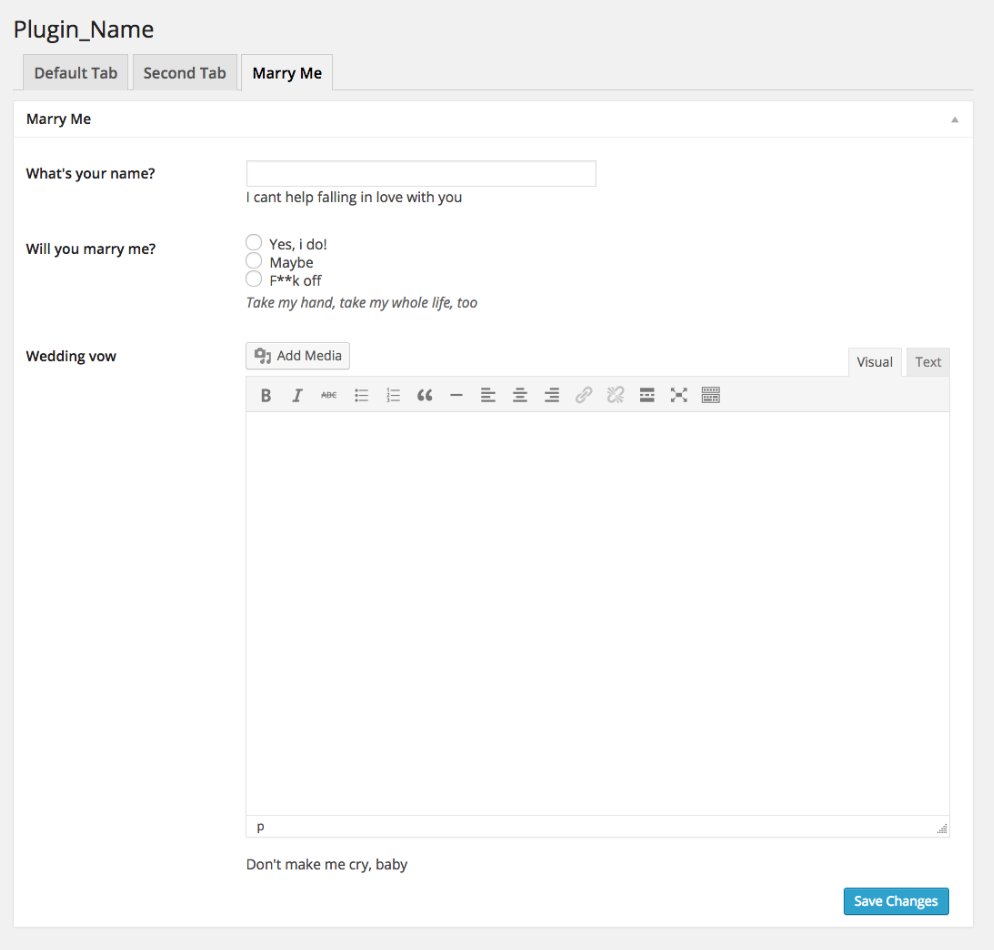 Plugin_Name
Default Tab Second Tab Marry Me
Marry Me
What's your name?
I cant help falling in love with you
Will you marry me? Yes, i do!
Maybe
F**k off
Take my hand, take my whole life, too
Wedding vow Add Media Visual Text
B I ABC
p
Don't make me cry, baby
Save Changes